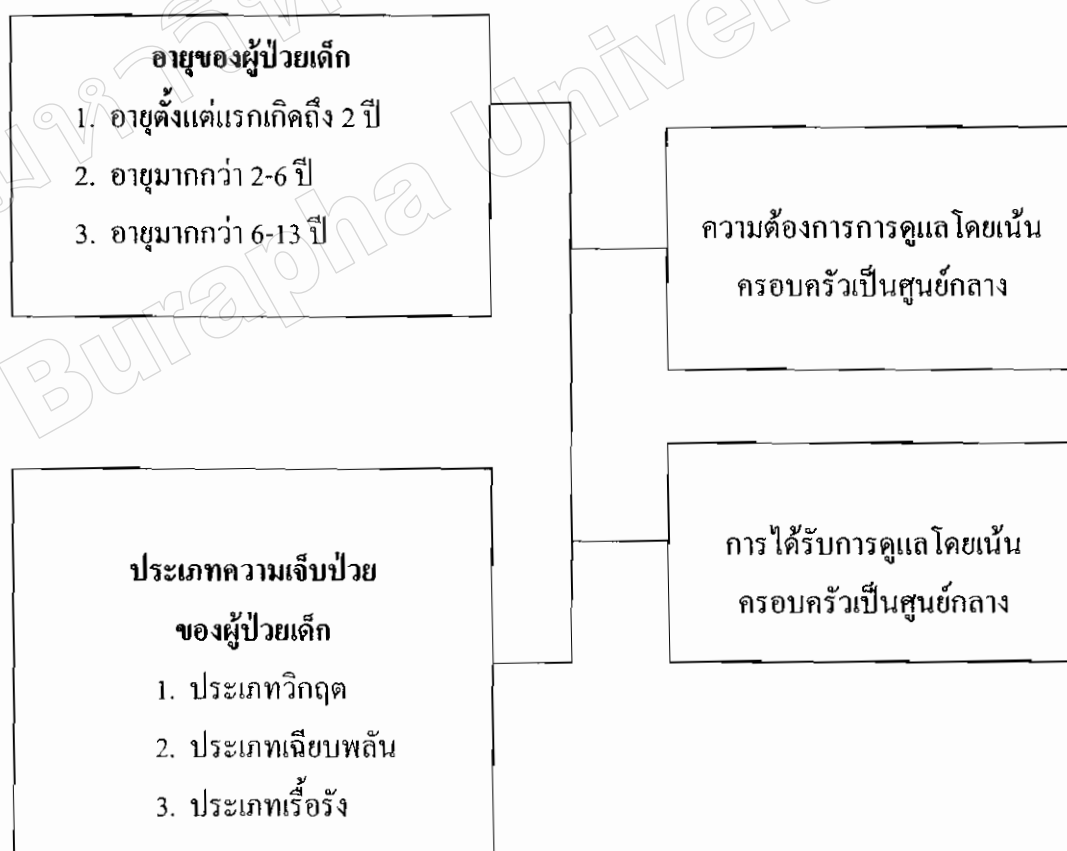 อายุของผู้ป่วยเด็ก
1. อายุตั้งแต่แรกเกิดถึง 2 ปี
2. อายุมากกว่า 2-6 ปี
3. อายุมากกว่า 6-13 ปี
ความต้องการการดูแลโดยเน้น
ครอบครัวเป็นศูนย์กลาง
ประเภทความเจ็บป่วย
ของผู้ป่วยเด็ก
1. ประเภทวิกฤต
2. ประเภทเฉียบพลัน
3. ประเภทเรื้อรัง
การได้รับการดูแลโดยเน้น
ครอบครัวเป็นศูนย์กลาง
Burapha Univer